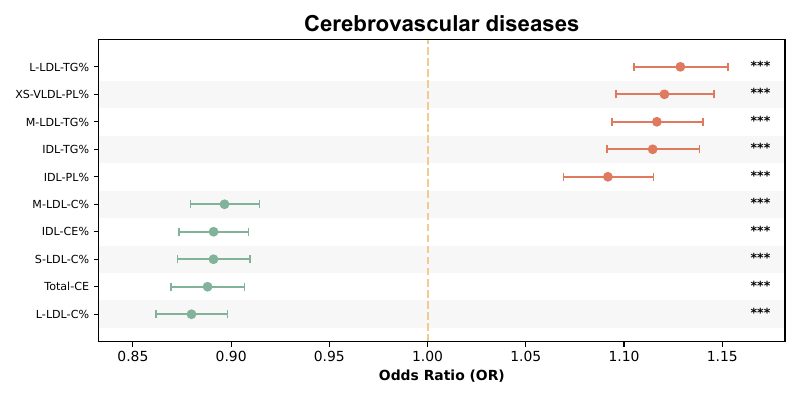 Cerebrovascular diseases
L-LDL-TG% ***
XS-VLDL-PL% ***
M-LDL-TG% ***
IDL-TG% ***
IDL-PL% ***
M-LDL-C% ***
IDL-CE% ***
S-LDL-C% ***
Total-CE ***
L-LDL-C% ***
0.85 0.90 0.95 1.00 1.05 1.10 1.15
Odds Ratio (OR)